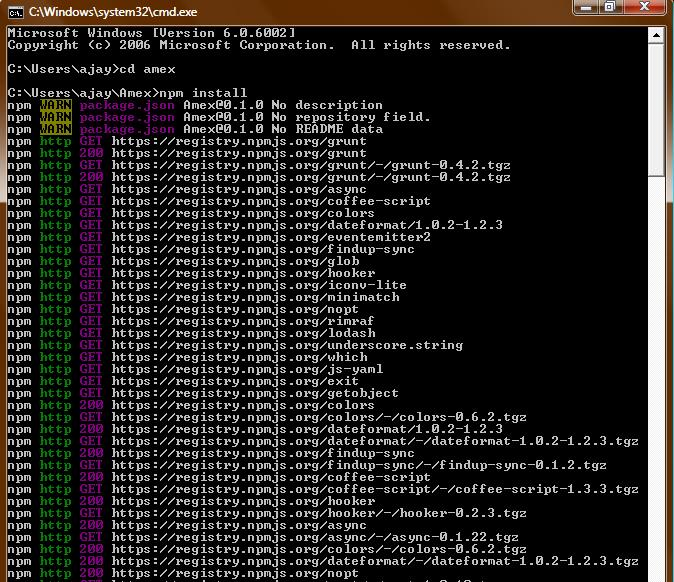 C:\Windows\system32\cmd.exe
Microsoft Windows [Version 6.0.6002]
Copyright (c) 2006 Microsoft Corporation.  All rights reserved.
C:\Users\ajay>cd amex
C:\Users\ajay\Amex>npm install
npm WARN package.json Amex@0.1.0 No description
npm WARN package.json Amex@0.1.0 No repository field.
npm WARN package.json Amex@0.1.0 No README data
npm http GET https://registry.npmjs.org/grunt
npm http 200 https://registry.npmjs.org/grunt
npm http GET https://registry.npmjs.org/grunt/-/grunt-0.4.2.tgz
npm http 200 https://registry.npmjs.org/grunt/-/grunt-0.4.2.tgz
npm http GET https://registry.npmjs.org/async
npm http GET https://registry.npmjs.org/coffee-script
npm http GET https://registry.npmjs.org/colors
npm http GET https://registry.npmjs.org/dateformat/1.0.2-1.2.3
npm http GET https://registry.npmjs.org/eventemitter2
npm http GET https://registry.npmjs.org/findup-sync
npm http GET https://registry.npmjs.org/glob
npm http GET https://registry.npmjs.org/hooker
npm http GET https://registry.npmjs.org/iconv-lite
npm http GET https://registry.npmjs.org/minimatch
npm http GET https://registry.npmjs.org/nopt
npm http GET https://registry.npmjs.org/rimraf
npm http GET https://registry.npmjs.org/lodash
npm http GET https://registry.npmjs.org/underscore.string
npm http GET https://registry.npmjs.org/which
npm http GET https://registry.npmjs.org/js-yaml
npm http GET https://registry.npmjs.org/exit
npm http GET https://registry.npmjs.org/getobject
npm http 200 https://registry.npmjs.org/colors
npm http GET https://registry.npmjs.org/colors/-/colors-0.6.2.tgz
npm http 200 https://registry.npmjs.org/dateformat/1.0.2-1.2.3
npm http GET https://registry.npmjs.org/dateformat/-/dateformat-1.0.2-1.2.3.tgz
npm http 200 https://registry.npmjs.org/findup-sync
npm http GET https://registry.npmjs.org/findup-sync/-/findup-sync-0.1.2.tgz
npm http 200 https://registry.npmjs.org/coffee-script
npm http GET https://registry.npmjs.org/coffee-script/-/coffee-script-1.3.3.tgz
npm http 200 https://registry.npmjs.org/hooker
npm http GET https://registry.npmjs.org/hooker/-/hooker-0.2.3.tgz
npm http 200 https://registry.npmjs.org/async
npm http GET https://registry.npmjs.org/async/-/async-0.1.22.tgz
npm http 200 https://registry.npmjs.org/colors/-/colors-0.6.2.tgz
npm http 200 https://registry.npmjs.org/dateformat/-/dateformat-1.0.2-1.2.3.tgz
npm http 200 https://registry.npmjs.org/nopt